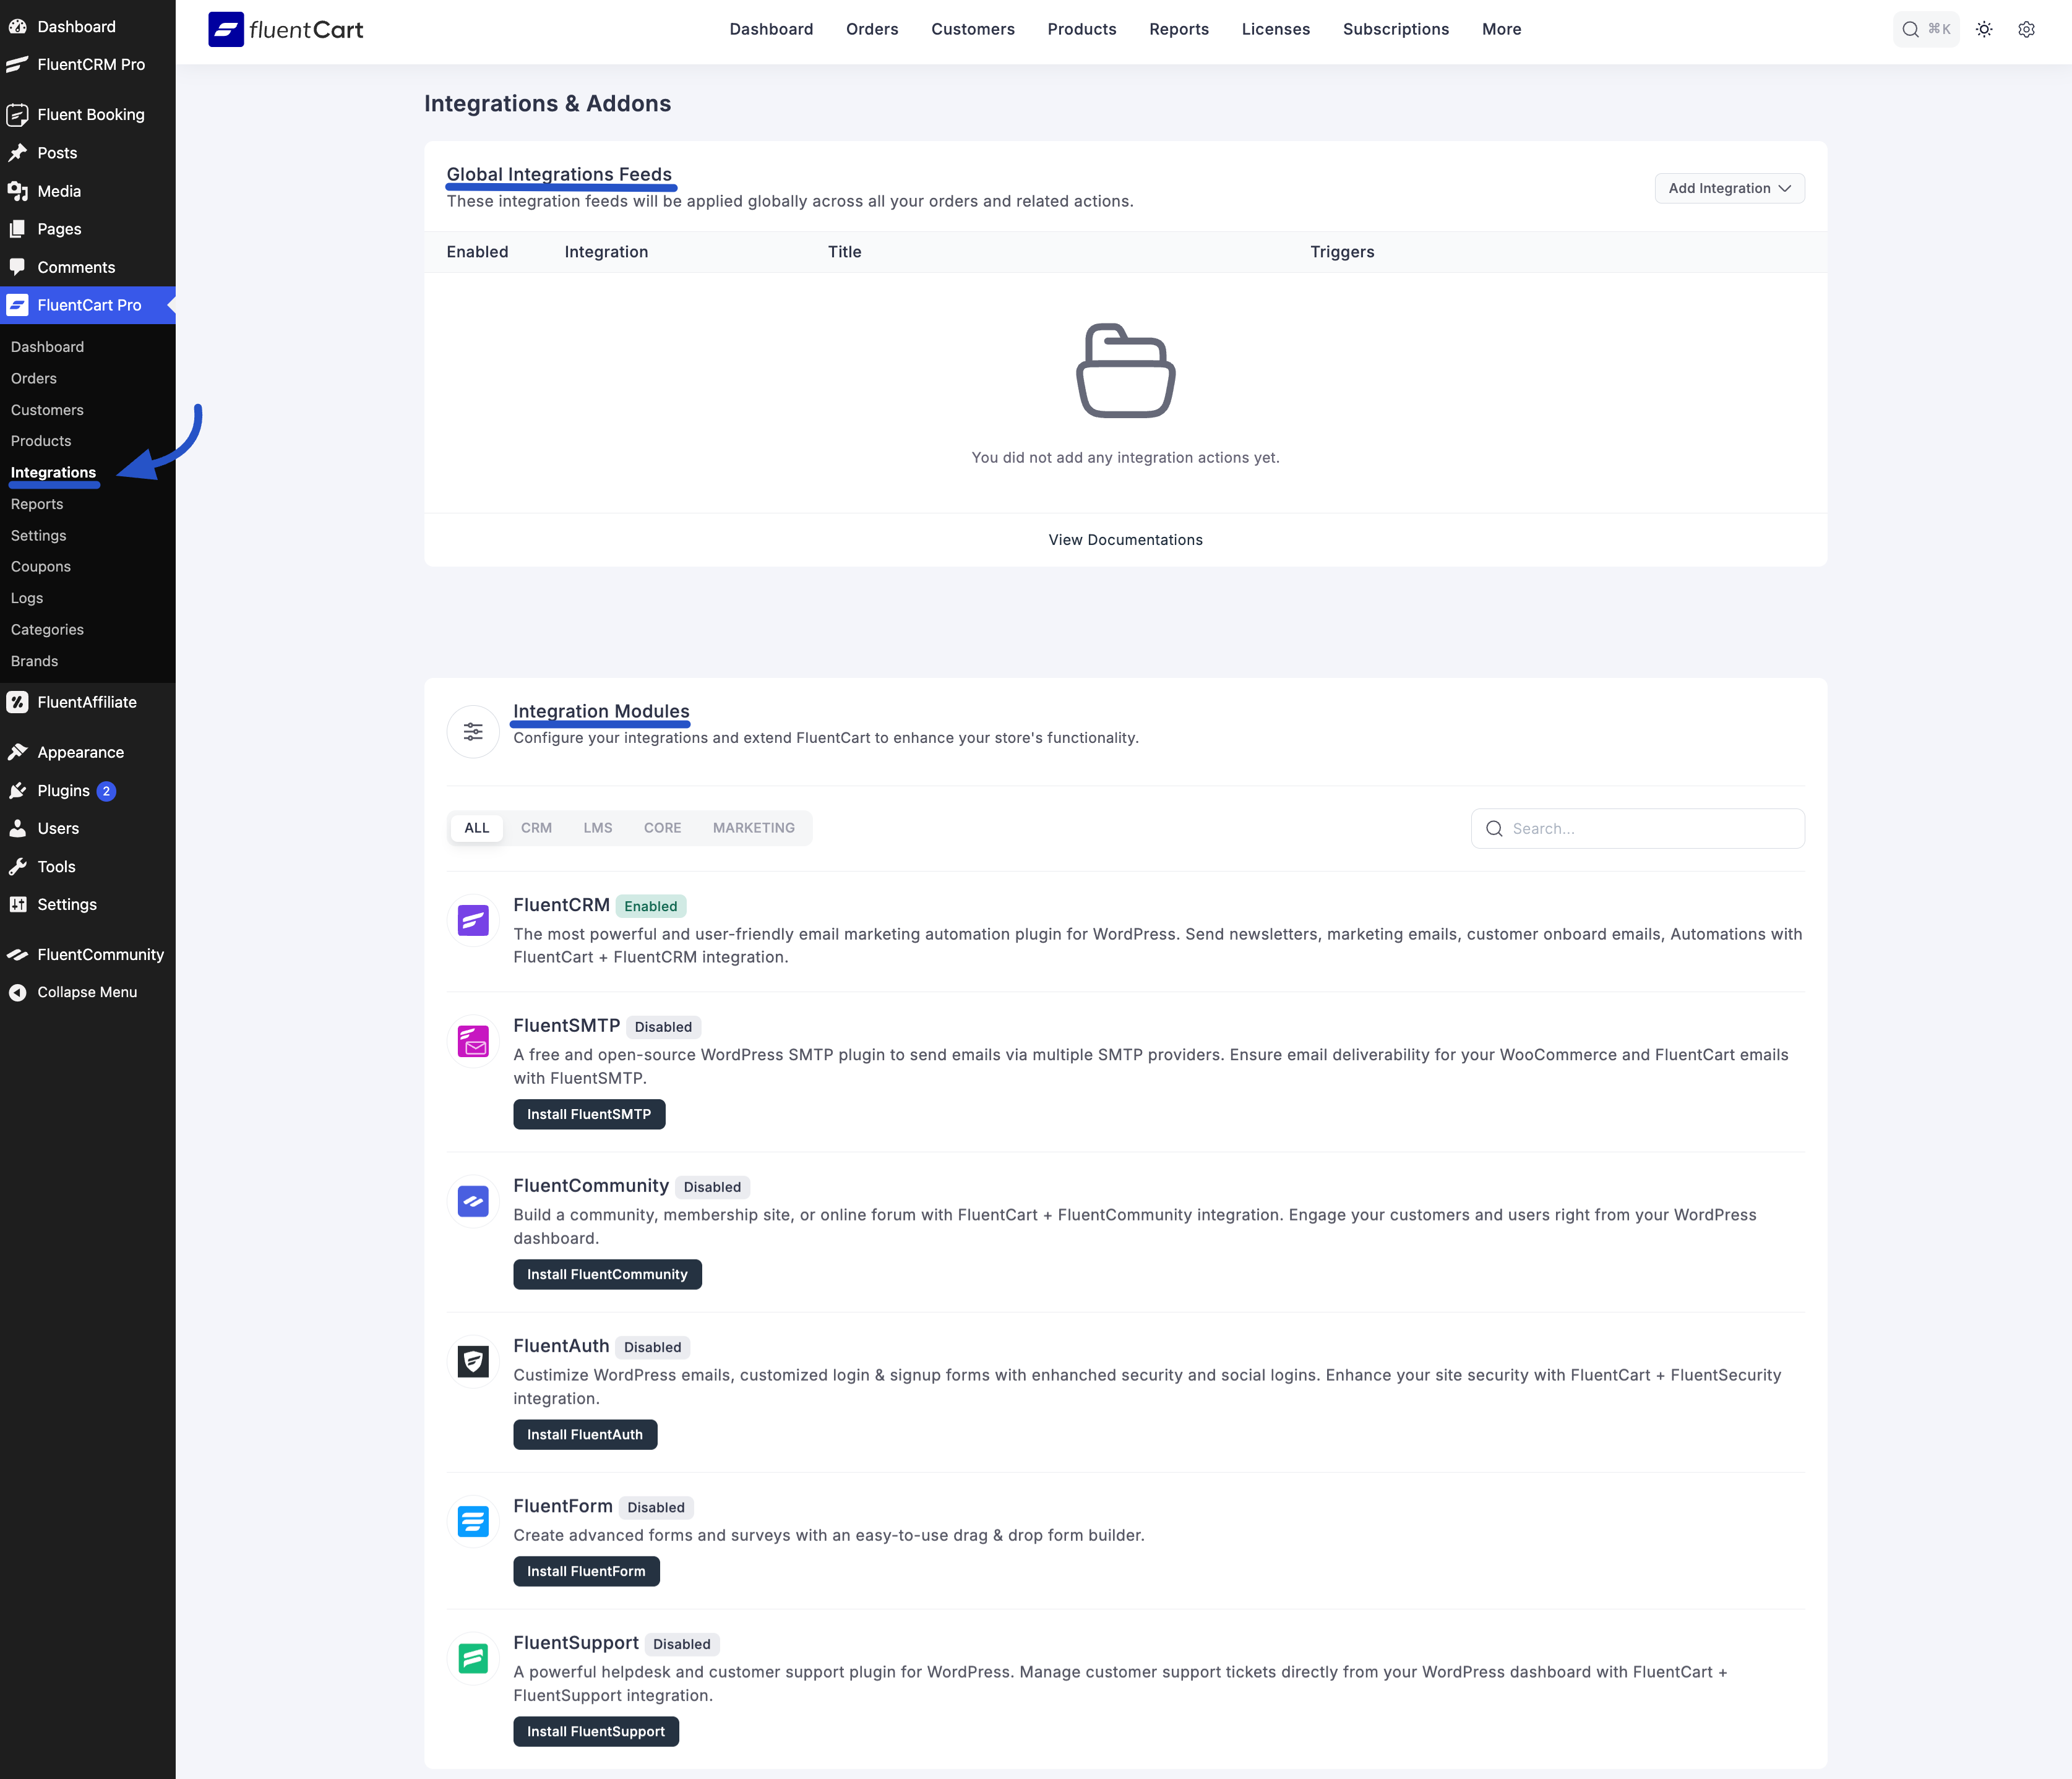 Dashboard
FluentCRM Pro
Fluent Booking
Posts
Media
Pages
Comments
FluentCart Pro
Dashboard
Orders
Customers
Products
Integrations
Reports
Settings
Coupons
Logs
Categories
Brands
FluentAffiliate
Appearance
Plugins 2
Users
Tools
Settings
FluentCommunity
Collapse Menu
fluentCart
Dashboard Orders Customers Products Reports Licenses Subscriptions More
⌘K
Integrations & Addons
Global Integrations Feeds
These integration feeds will be applied globally across all your orders and related actions.
Add Integration
Enabled Integration Title Triggers
You did not add any integration actions yet.
View Documentations
Integration Modules
Configure your integrations and extend FluentCart to enhance your store's functionality.
ALL CRM LMS CORE MARKETING
Search...
FluentCRM Enabled
The most powerful and user-friendly email marketing automation plugin for WordPress. Send newsletters, marketing emails, customer onboard emails, Automations with
FluentCart + FluentCRM integration.
FluentSMTP Disabled
A free and open-source WordPress SMTP plugin to send emails via multiple SMTP providers. Ensure email deliverability for your WooCommerce and FluentCart emails
with FluentSMTP.
Install FluentSMTP
FluentCommunity Disabled
Build a community, membership site, or online forum with FluentCart + FluentCommunity integration. Engage your customers and users right from your WordPress
dashboard.
Install FluentCommunity
FluentAuth Disabled
Custimize WordPress emails, customized login & signup forms with enhanched security and social logins. Enhance your site security with FluentCart + FluentSecurity
integration.
Install FluentAuth
FluentForm Disabled
Create advanced forms and surveys with an easy-to-use drag & drop form builder.
Install FluentForm
FluentSupport Disabled
A powerful helpdesk and customer support plugin for WordPress. Manage customer support tickets directly from your WordPress dashboard with FluentCart +
FluentSupport integration.
Install FluentSupport